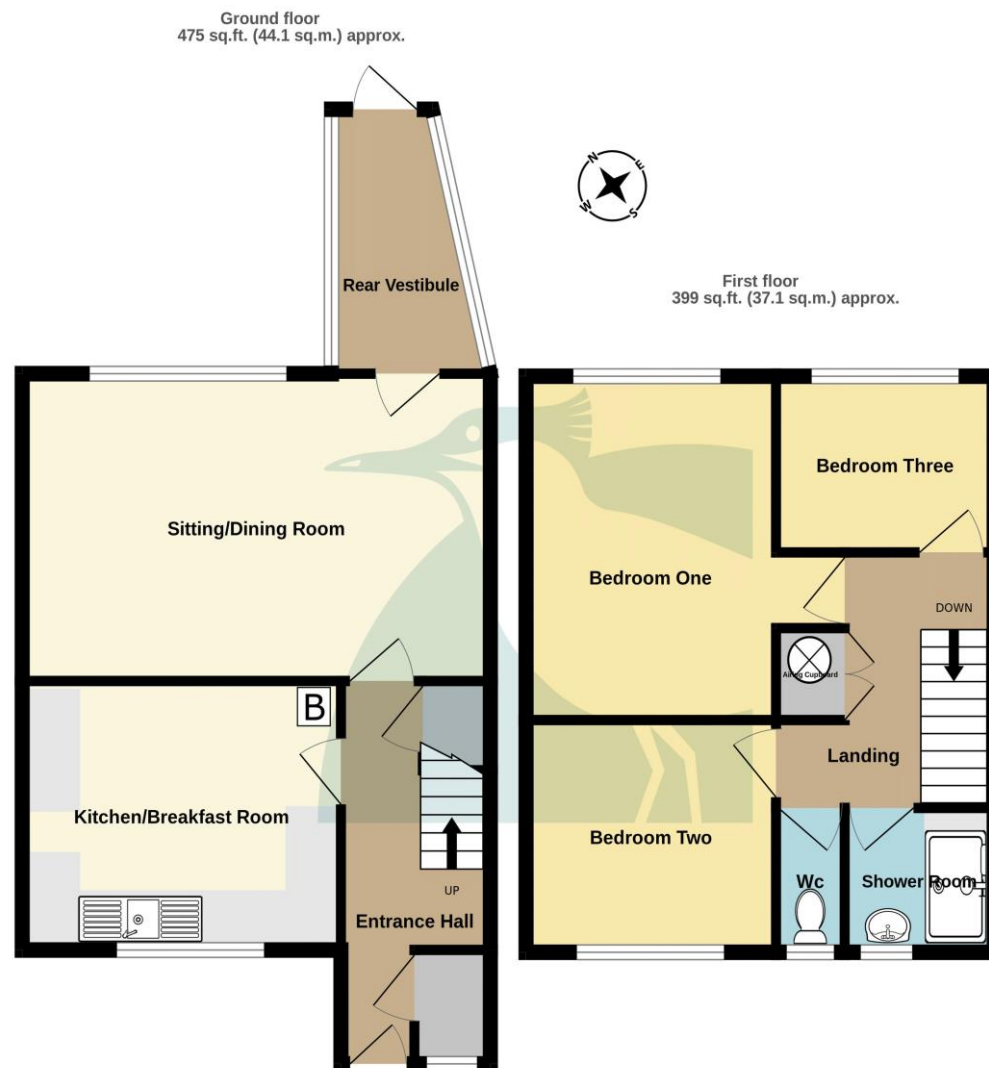 Ground floor
475 sq.ft. (44.1 sq.m.) approx.
N
E
W
S
Rear Vestibule
First floor
399 sq.ft. (37.1 sq.m.) approx.
Sitting/Dining Room
Bedroom Three
Bedroom One
DOWN
Airing Cupboard
B
Landing
Kitchen/Breakfast Room
Bedroom Two
UP
Wc
Shower Room
Entrance Hall